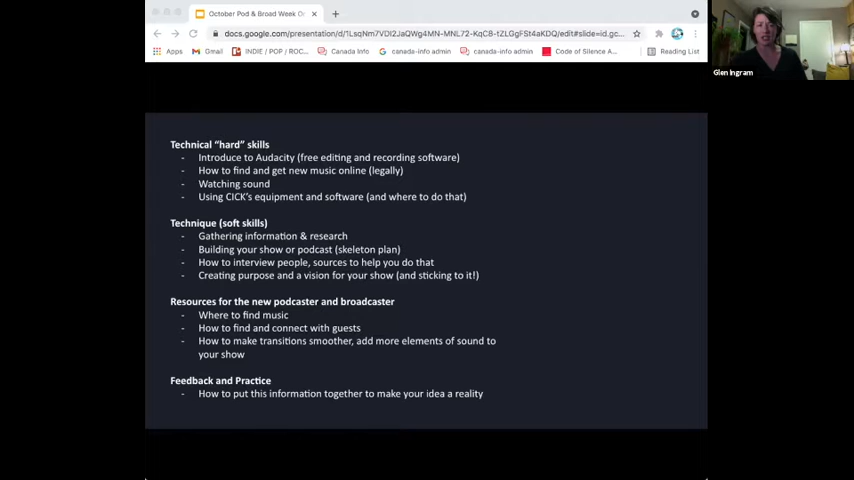 October Pod & Broad Week Or
docs.google.com/presentation/d/1LsqNm7VDI2JaQWg4MN-MNL72-KqC8-tZLGgFSt4aKDQ/edit#slide=id.gc...
Apps Gmail INDIE / POP / ROC... Canada Info canada-info admin canada-info admin Code of Silence A... Reading List
Glen Ingram
Technical “hard” skills
- Introduce to Audacity (free editing and recording software)
- How to find and get new music online (legally)
- Watching sound
- Using CICK’s equipment and software (and where to do that)
Technique (soft skills)
- Gathering information & research
- Building your show or podcast (skeleton plan)
- How to interview people, sources to help you do that
- Creating purpose and a vision for your show (and sticking to it!)
Resources for the new podcaster and broadcaster
- Where to find music
- How to find and connect with guests
- How to make transitions smoother, add more elements of sound to
your show
Feedback and Practice
- How to put this information together to make your idea a reality